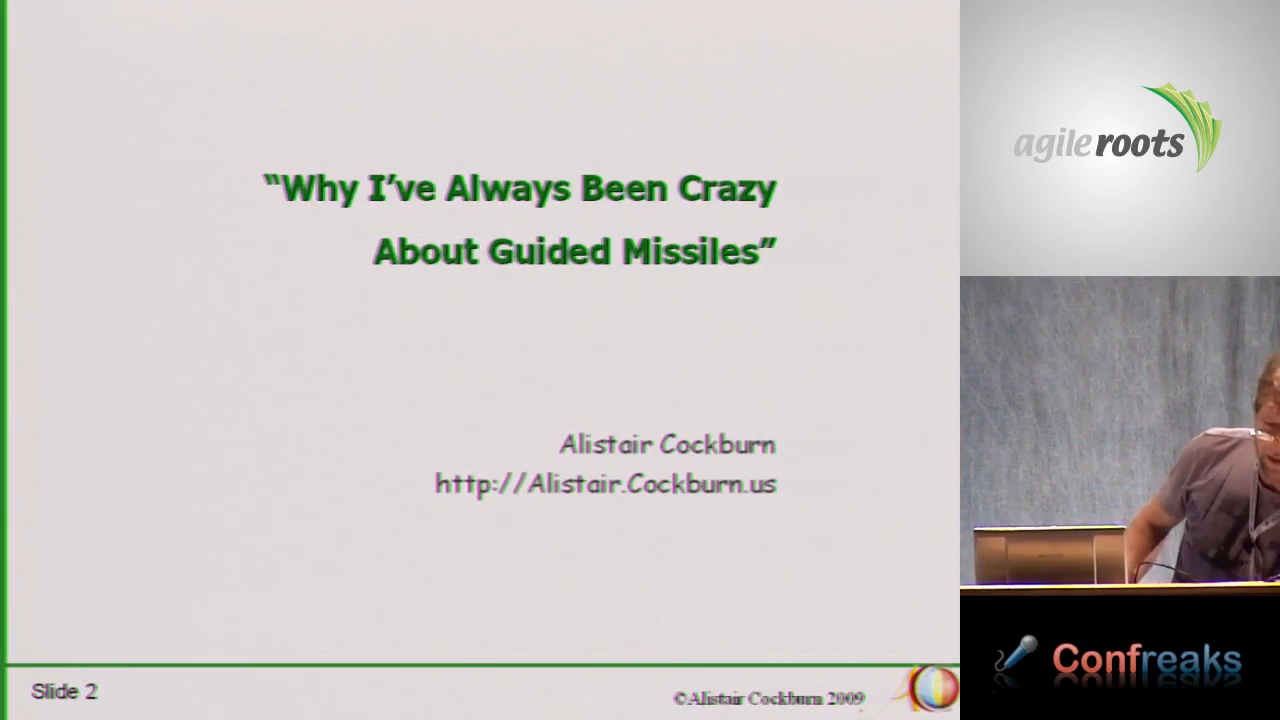 “Why I’ve Always Been Crazy
About Guided Missiles”
Alistair Cockburn
http://Alistair.Cockburn.us
Slide 2
©Alistair Cockburn 2009
agile roots
Confreaks